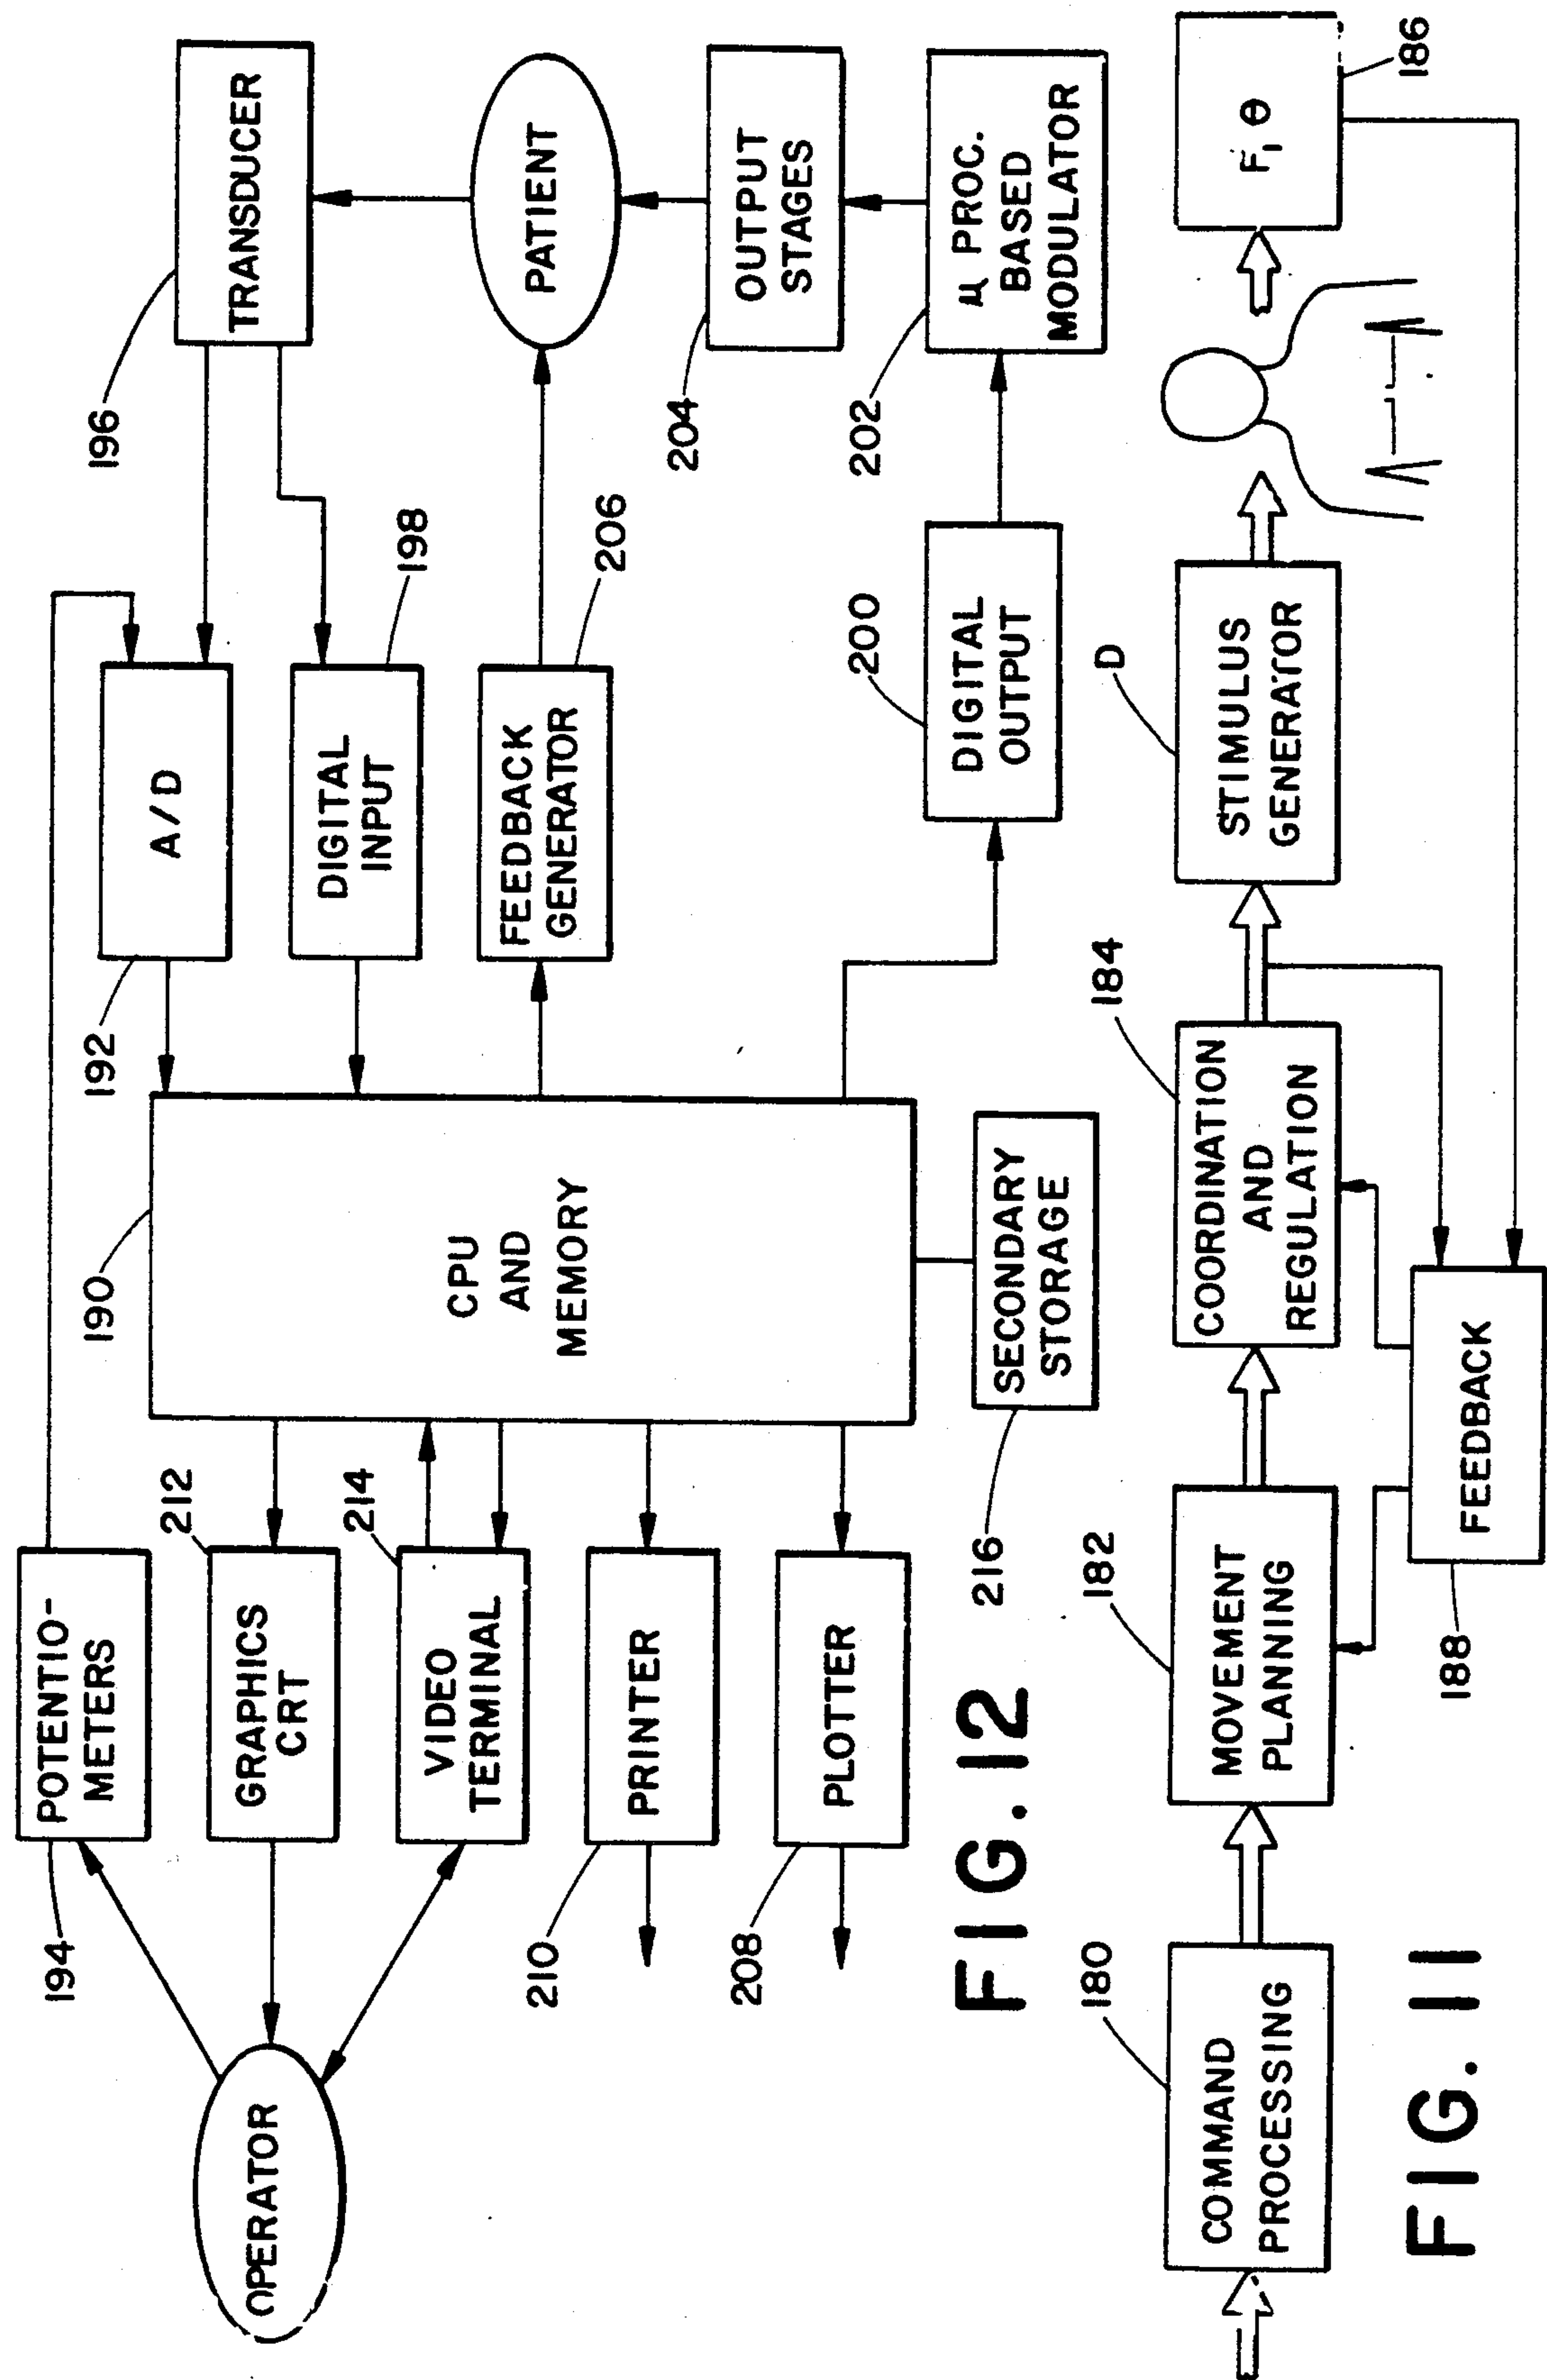 194
POTENTIO-
METERS
OPERATOR
212
GRAPHICS
CRT
214
VIDEO
TERMINAL
210
PRINTER
208
PLOTTER
190
CPU
AND
MEMORY
216
SECONDARY
STORAGE
192
A/D
198
DIGITAL
INPUT
206
FEEDBACK
GENERATOR
200
DIGITAL
OUTPUT
196
TRANSDUCER
PATIENT
204
OUTPUT
STAGES
202
μ PROC.
BASED
MODULATOR
FIG. 12
180
COMMAND
PROCESSING
182
MOVEMENT
PLANNING
184
COORDINATION
AND
REGULATION
D
STIMULUS
GENERATOR
F, θ
186
188
FEEDBACK
FIG. 11